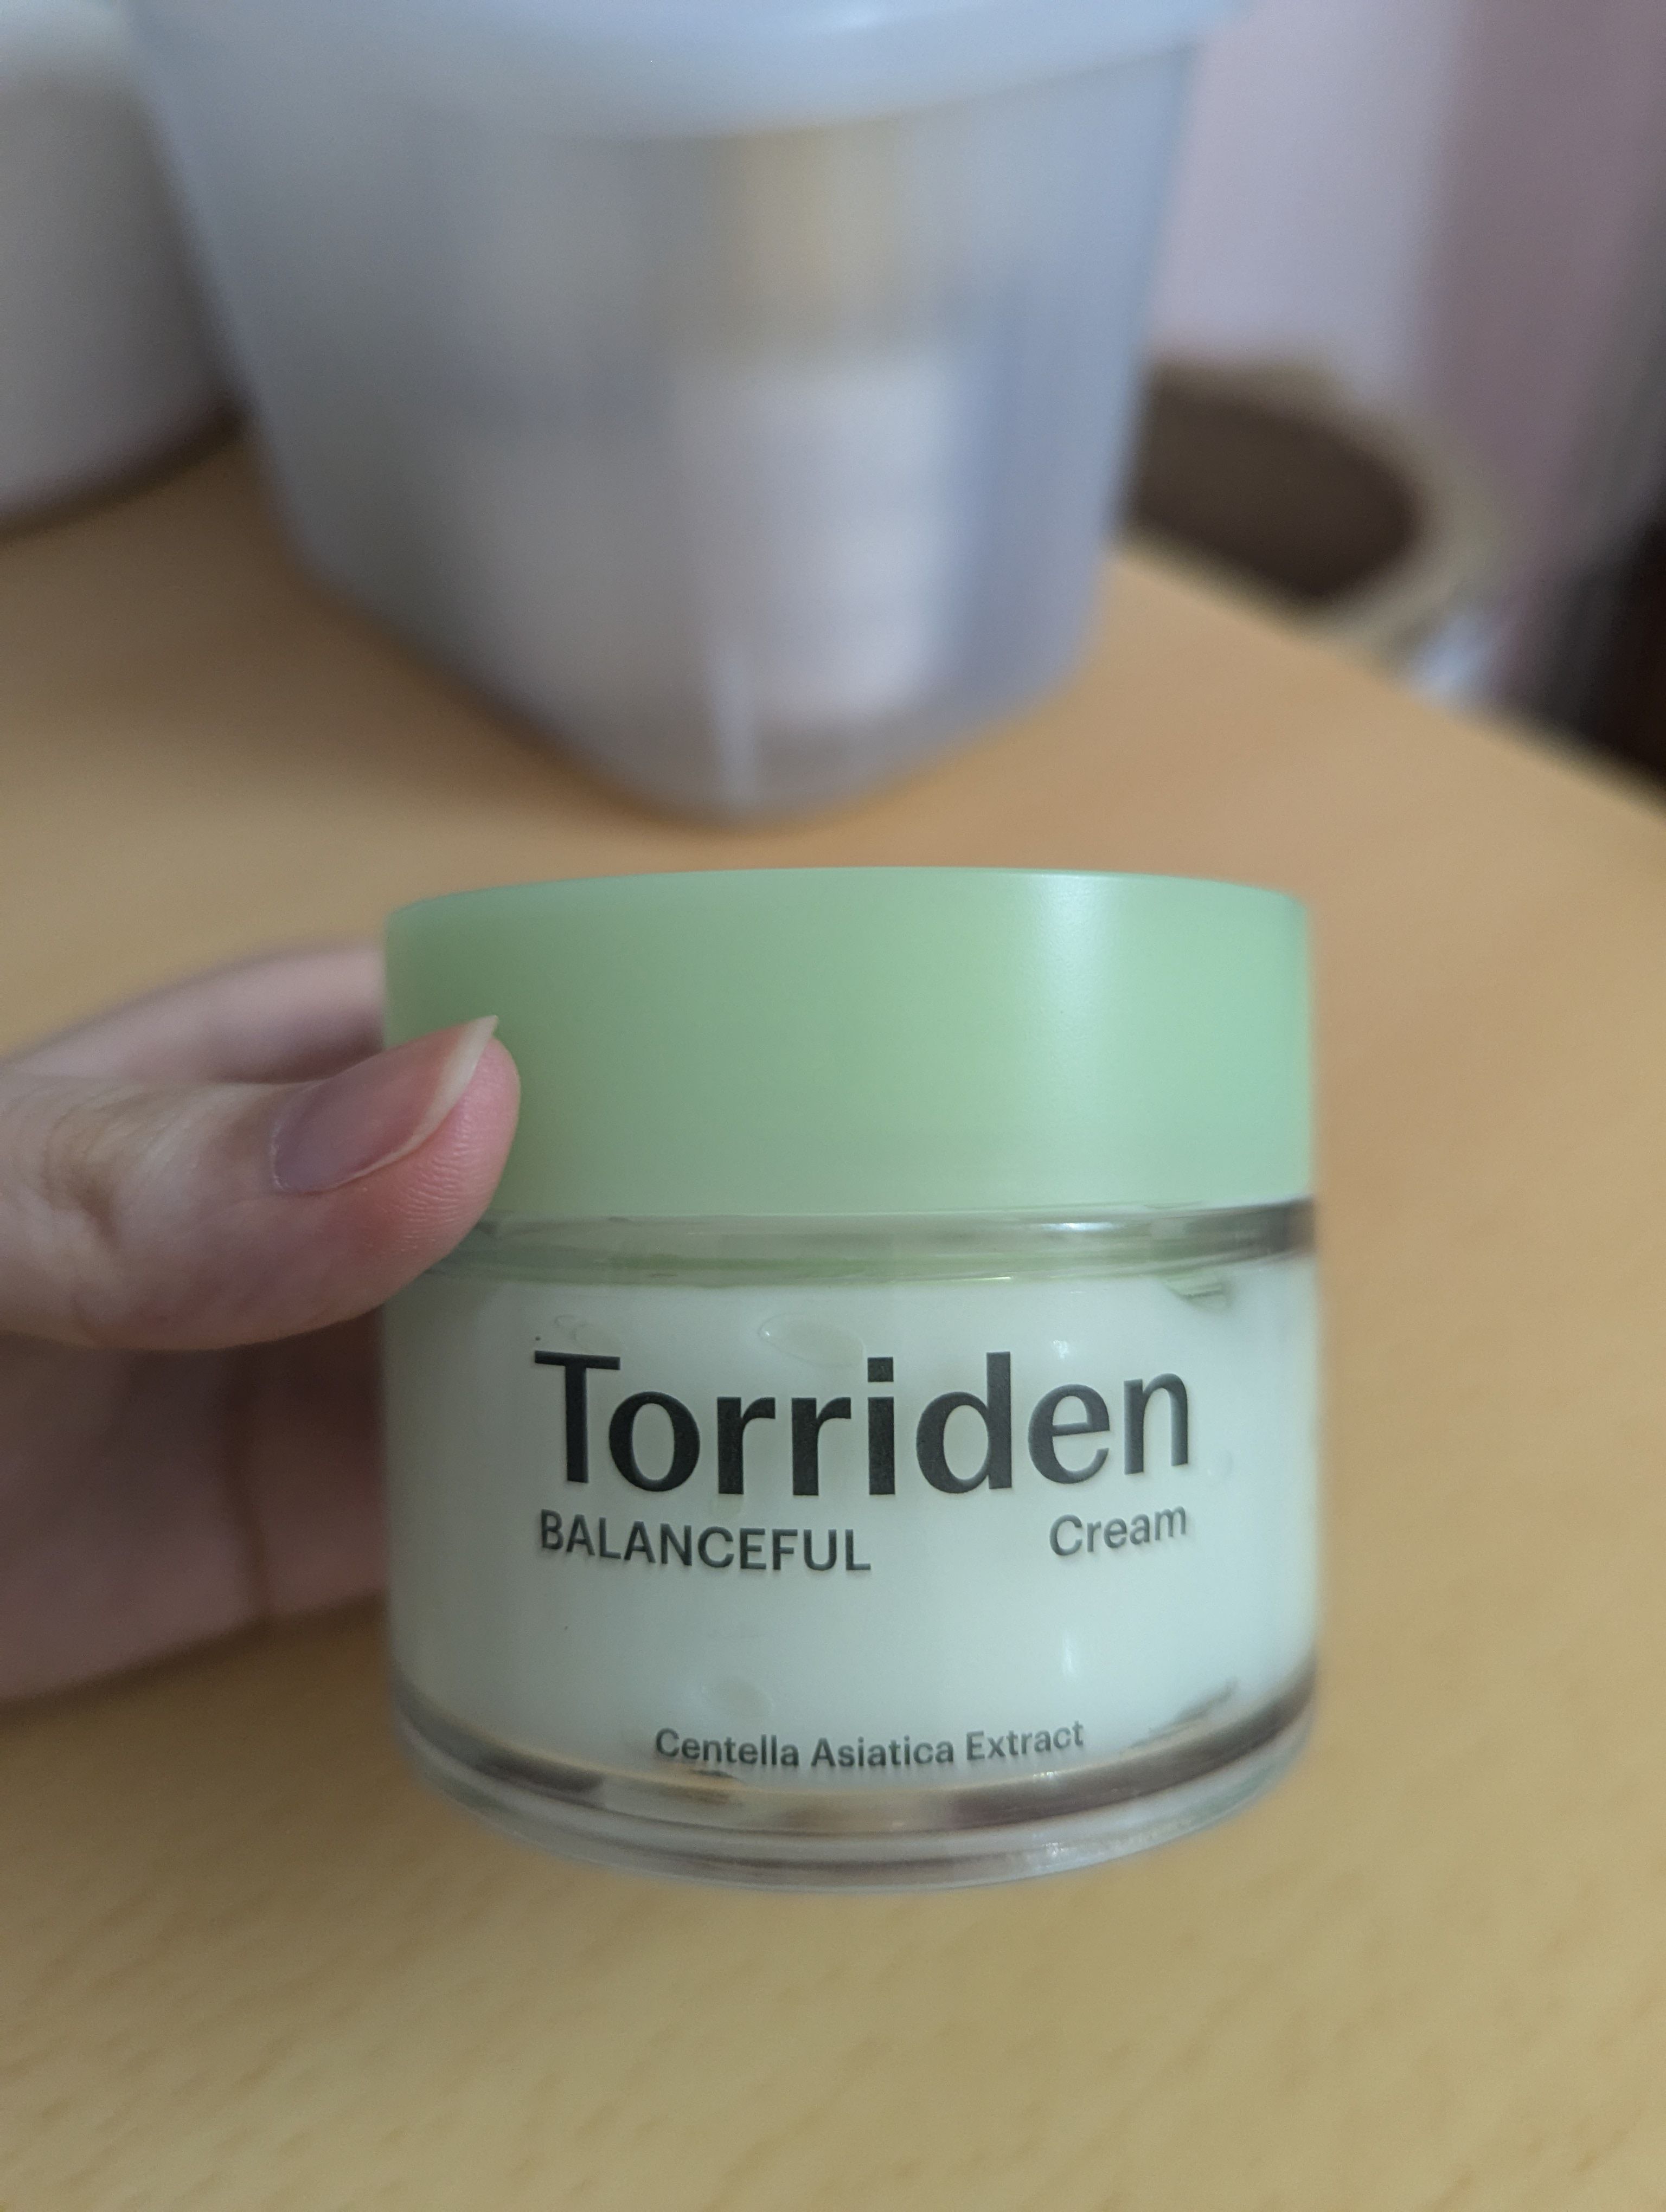 Torriden
BALANCEFUL Cream
Centella Asiatica Extract